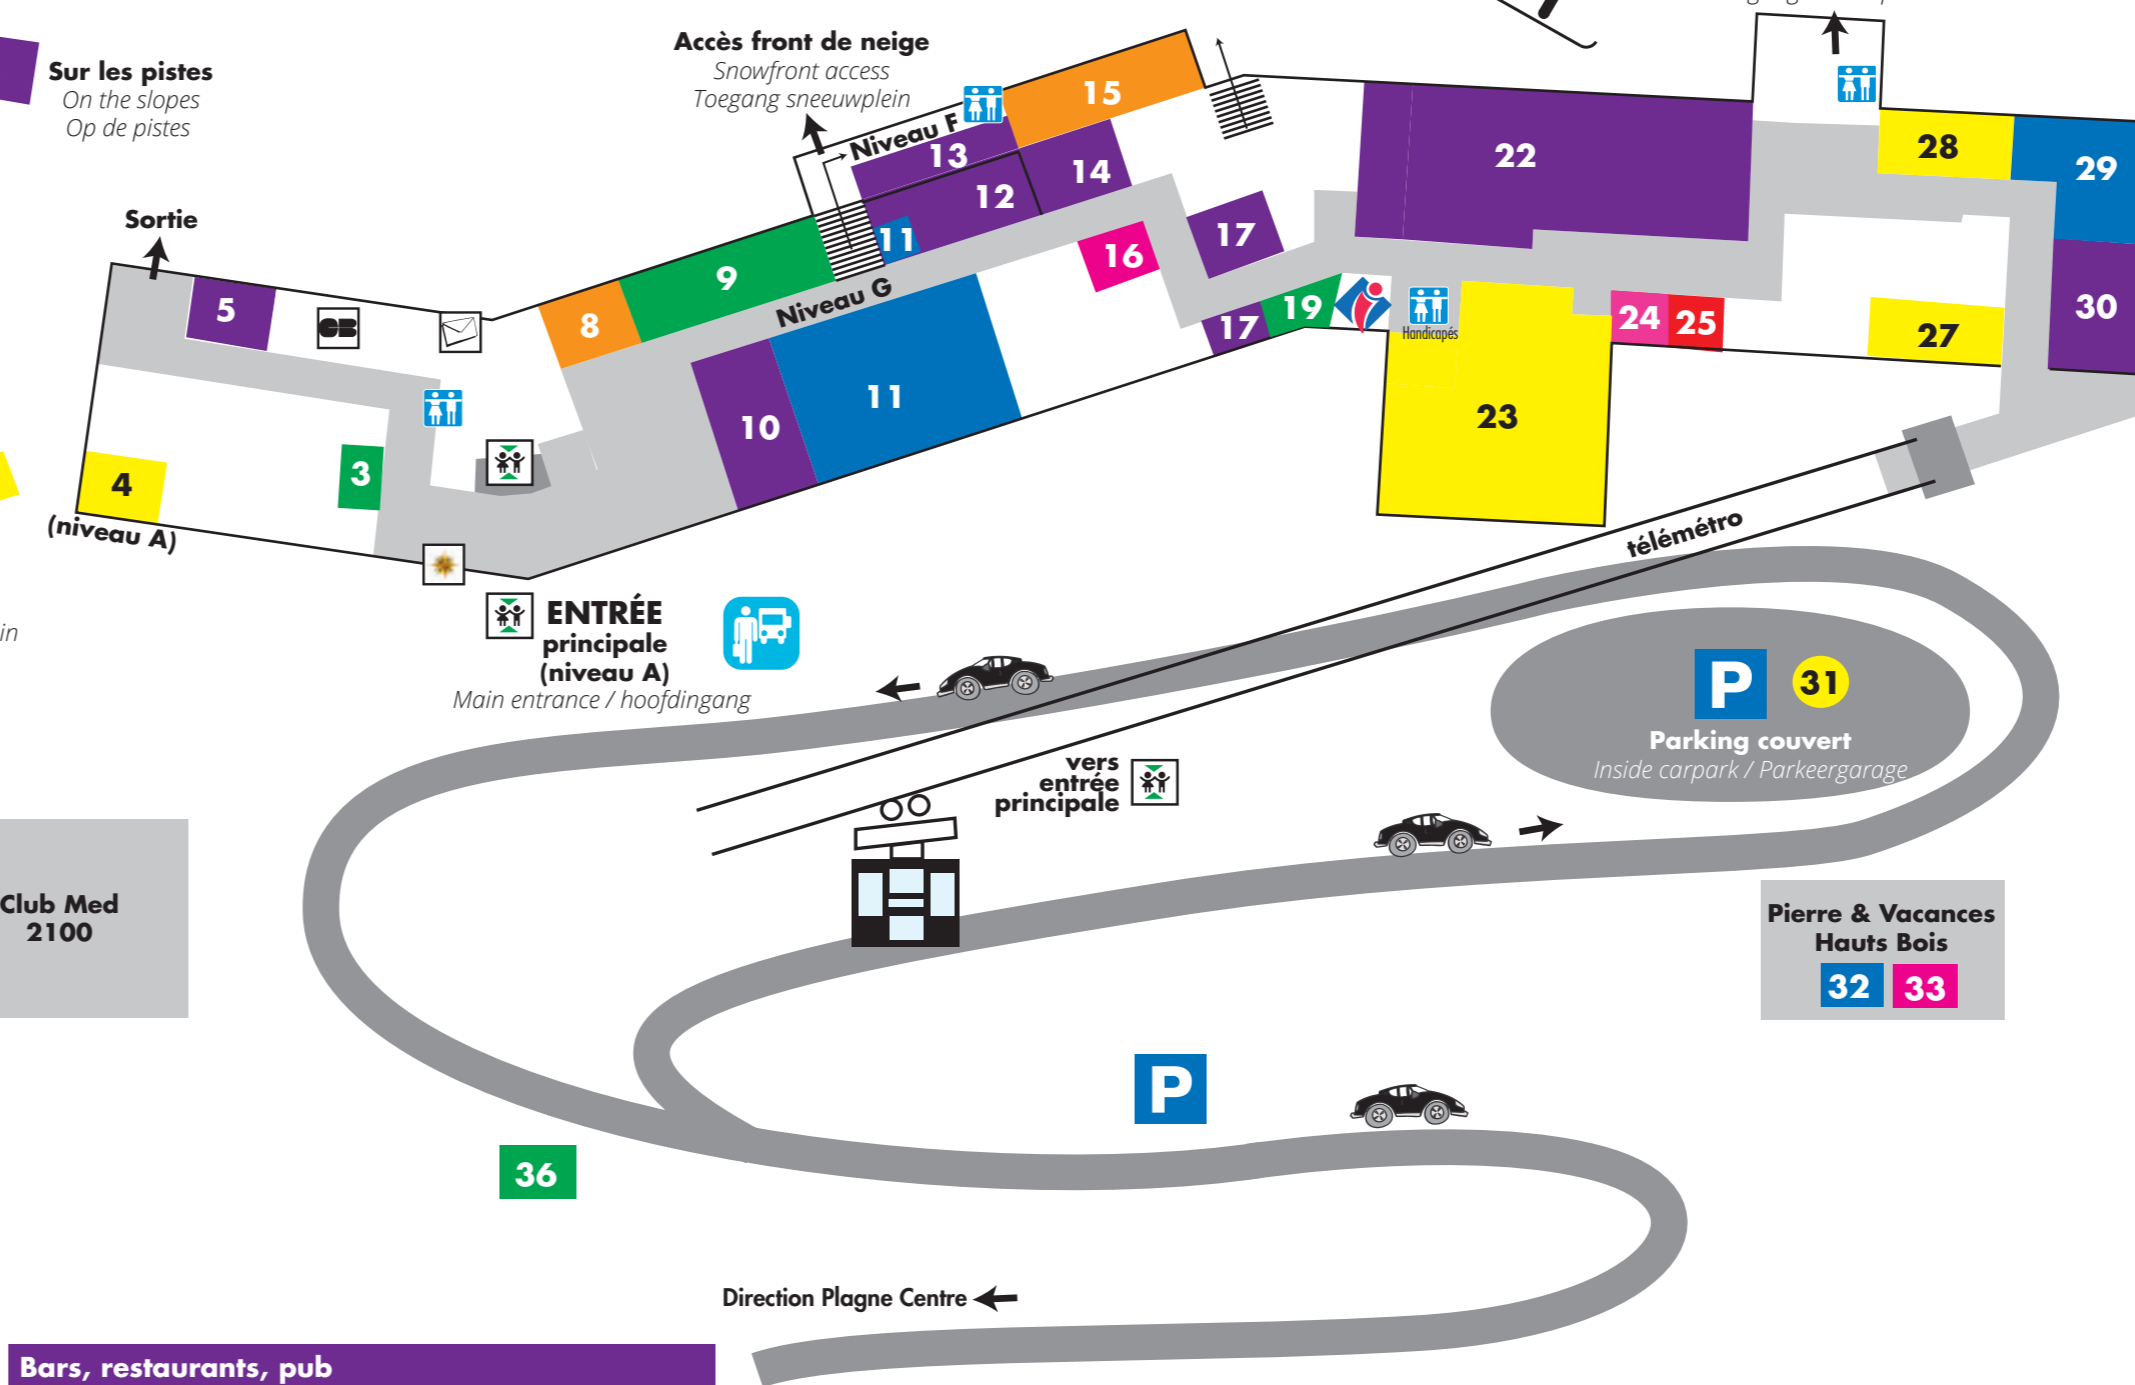 Sur les pistes
On the slopes
Op de pistes
Accès front de neige
Snowfront access
Toegang sneeuwplein
Sortie
Niveau F
Niveau G
5
8
9
10
11
11
12
13
14
15
16
17
17
19
Handicapés
22
23
24
25
27
28
29
30
3
4
(niveau A)
in
CB
ENTRÉE
principale
(niveau A)
Main entrance / hoofdingang
télémétro
P 31
Parking couvert
Inside carpark / Parkeergarage
vers
entrée
principale
Club Med
2100
Pierre & Vacances
Hauts Bois
32 33
P
36
Direction Plagne Centre
Bars, restaurants, pub